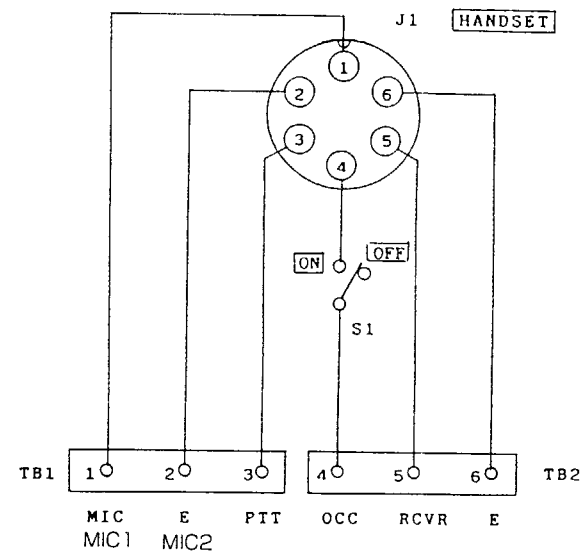 J1 HANDSET
1
2 6
3 5
4
ON OFF
S1
TB1 1 2 3 4 5 6 TB2
MIC E PTT OCC RCVR E
MIC1 MIC2